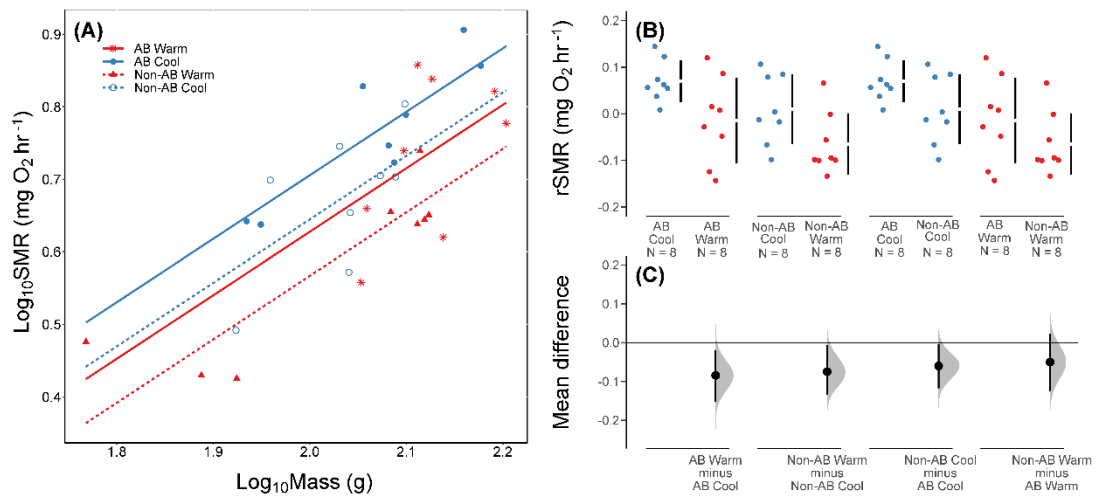 (A)
AB Warm
AB Cool
Non-AB Warm
Non-AB Cool
0.9
0.8
0.7
0.6
0.5
0.4
Log₁₀SMR (mg O₂ hr⁻¹)
1.8
1.9
2.0
2.1
2.2
Log₁₀Mass (g)
(B)
0.2
0.1
0.0
-0.1
-0.2
rSMR (mg O₂ hr⁻¹)
AB
Cool
N = 8
AB
Warm
N = 8
Non-AB
Cool
N = 8
Non-AB
Warm
N = 8
AB
Cool
N = 8
Non-AB
Cool
N = 8
AB
Warm
N = 8
Non-AB
Warm
N = 8
(C)
0.2
0.1
0.0
-0.1
-0.2
Mean difference
AB Warm
minus
AB Cool
Non-AB Warm
minus
Non-AB Cool
Non-AB Cool
minus
AB Cool
Non-AB Warm
minus
AB Warm